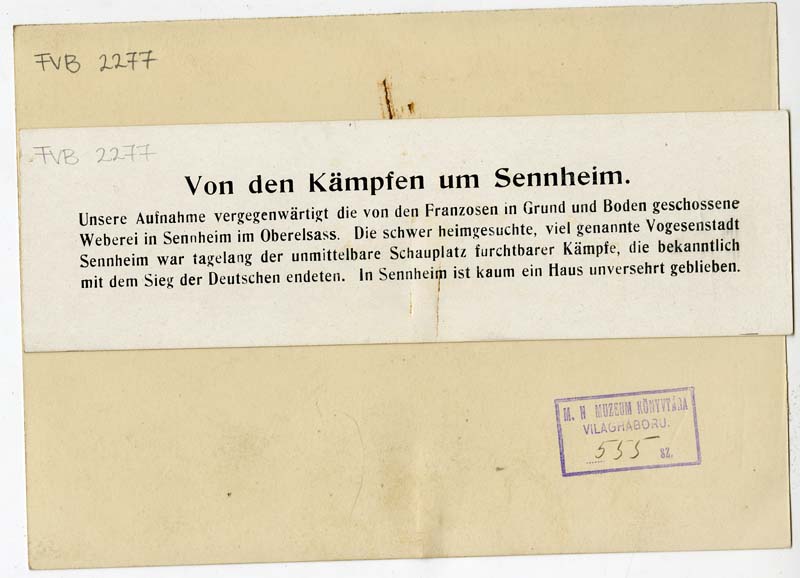 FVB 2277
FVB 2277
Von den Kämpfen um Sennheim.
Unsere Aufnahme vergegenwärtigt die von den Franzosen in Grund und Boden geschossene
Weberei in Sennheim im Oberelsass. Die schwer heimgesuchte, viel genannte Vogesenstadt
Sennheim war tagelang der unmittelbare Schauplatz furchtbarer Kämpfe, die bekanntlich
mit dem Sieg der Deutschen endeten. In Sennheim ist kaum ein Haus unversehrt geblieben.
M. N MUZEUM KÖNYVTÁRA
VILÁGHÁBORU.
555 sz.